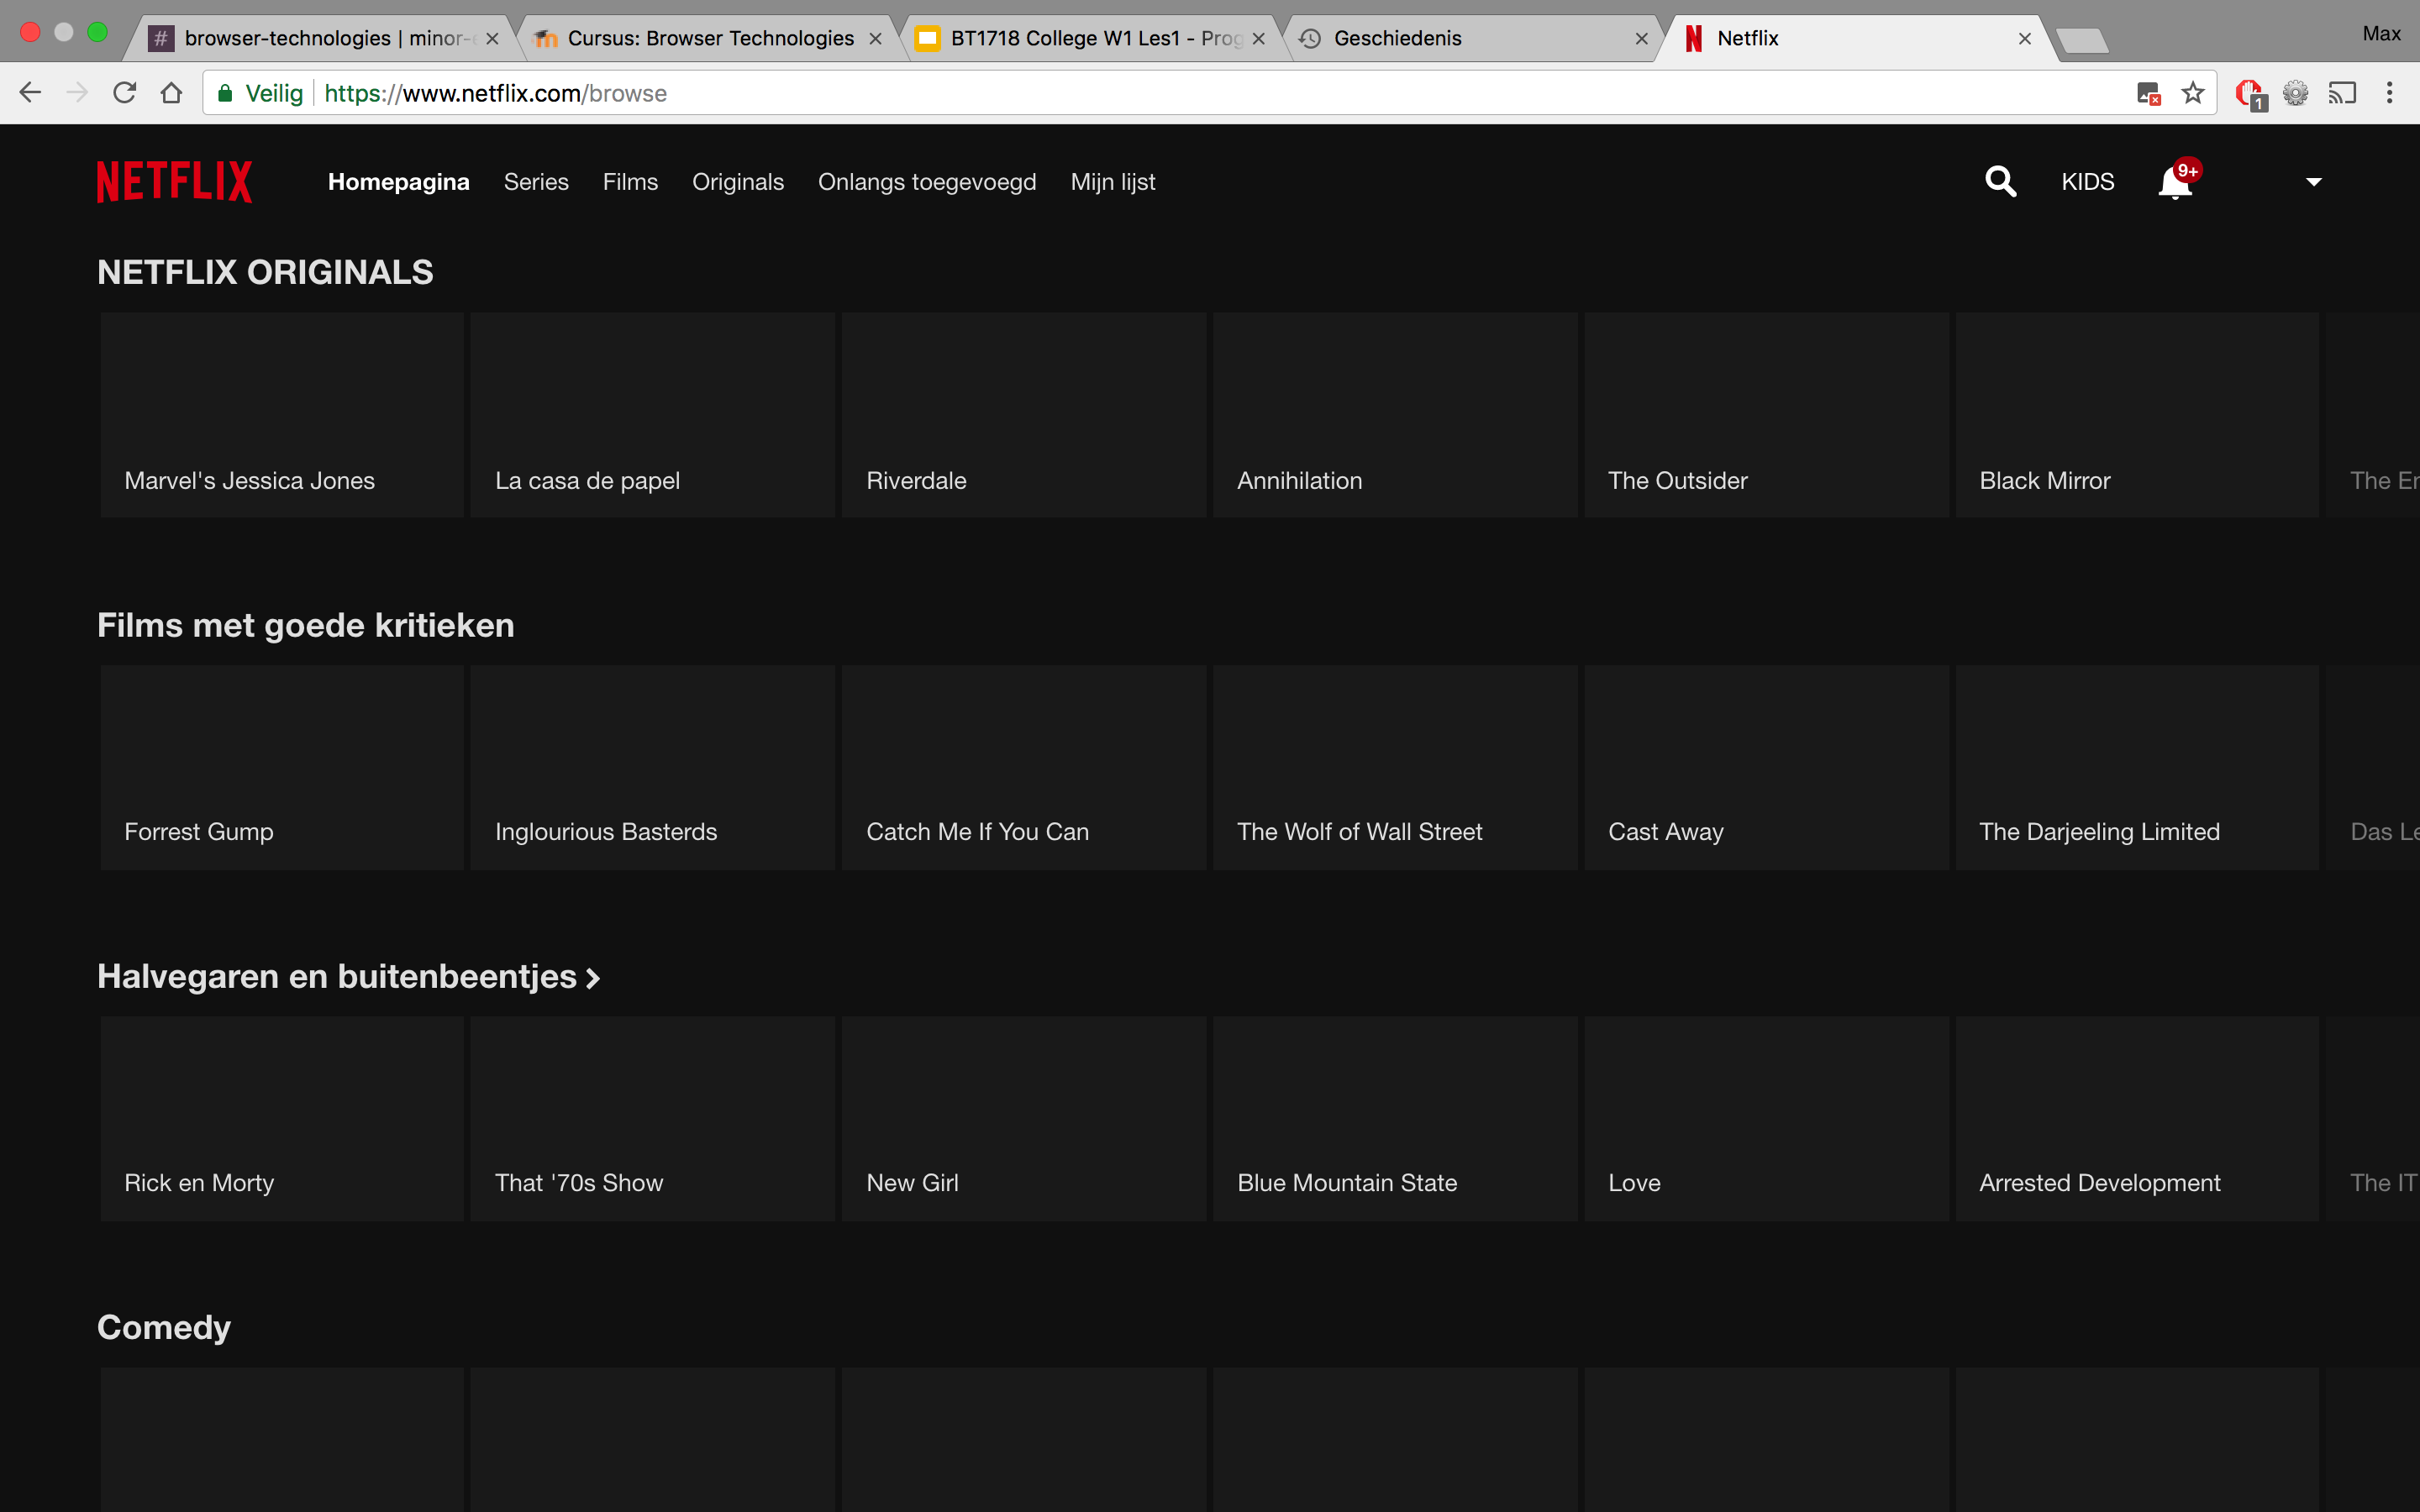 # browser-technologies | minor-
Cursus: Browser Technologies
BT1718 College W1 Les1 - Prog
Geschiedenis
Netflix
Max
Veilig
https://www.netflix.com/browse
1
NETFLIX
Homepagina
Series
Films
Originals
Onlangs toegevoegd
Mijn lijst
KIDS
9+
NETFLIX ORIGINALS
Marvel's Jessica Jones
La casa de papel
Riverdale
Annihilation
The Outsider
Black Mirror
The
Films met goede kritieken
Forrest Gump
Inglourious Basterds
Catch Me If You Can
The Wolf of Wall Street
Cast Away
The Darjeeling Limited
Das
Halvegaren en buitenbeentjes
Rick en Morty
That '70s Show
New Girl
Blue Mountain State
Love
Arrested Development
The IT
Comedy